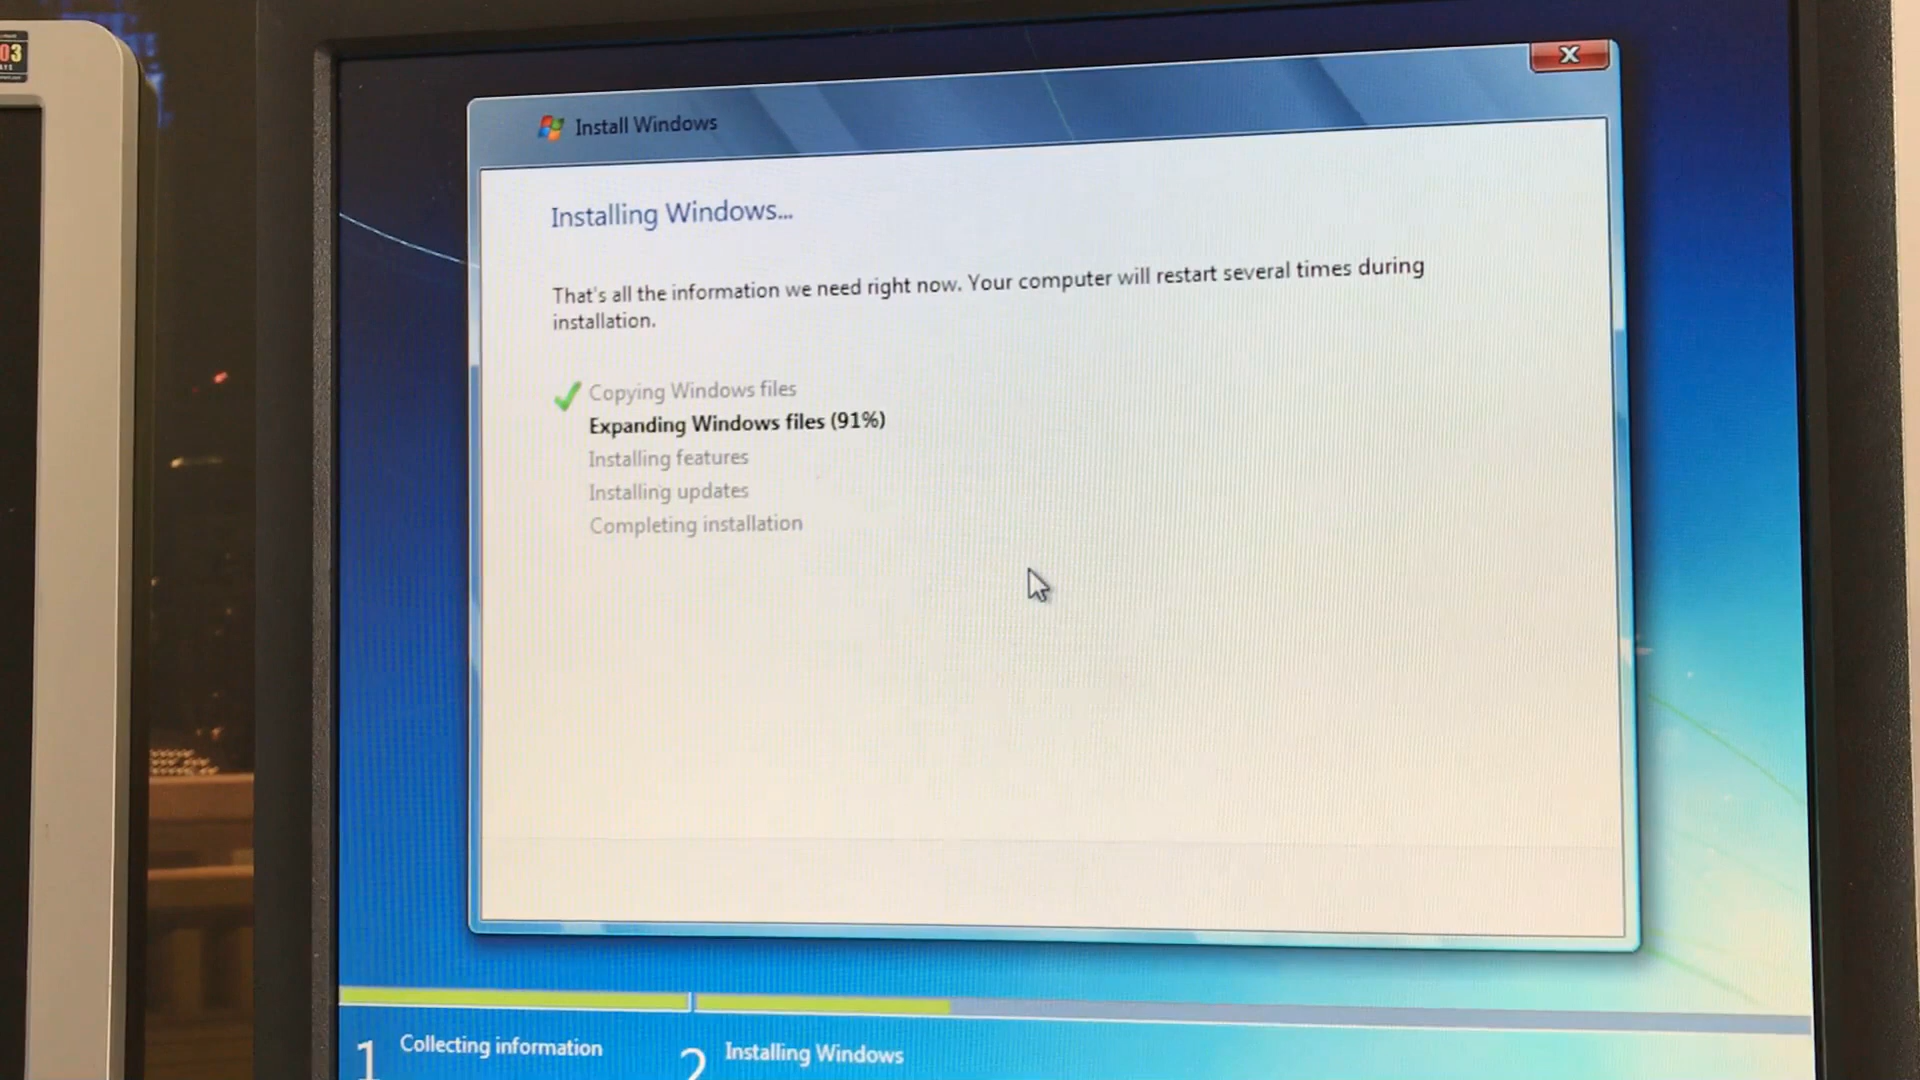 03
Install Windows
Installing Windows...
That's all the information we need right now. Your computer will restart several times during
installation.
Copying Windows files
Expanding Windows files (91%)
Installing features
Installing updates
Completing installation
1 Collecting information
2 Installing Windows